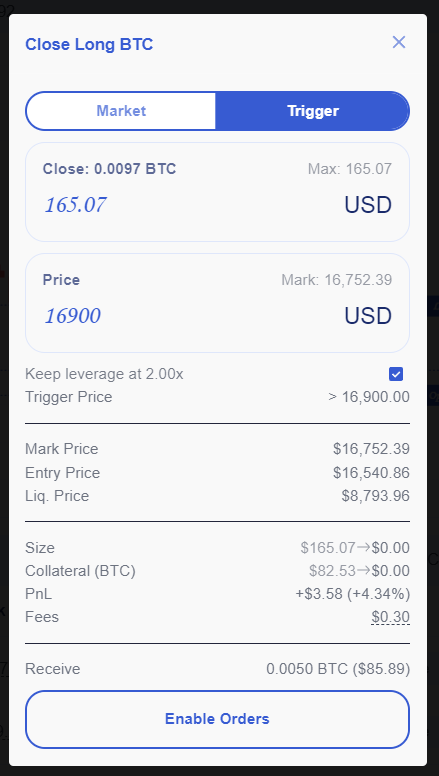 Close Long BTC
Market Trigger
Close: 0.0097 BTC Max: 165.07
165.07 USD
Price Mark: 16,752.39
16900 USD
Keep leverage at 2.00x
Trigger Price > 16,900.00
Mark Price $16,752.39
Entry Price $16,540.86
Liq. Price $8,793.96
Size $165.07→$0.00
Collateral (BTC) $82.53→$0.00
PnL +$3.58 (+4.34%)
Fees $0.30
Receive 0.0050 BTC ($85.89)
Enable Orders